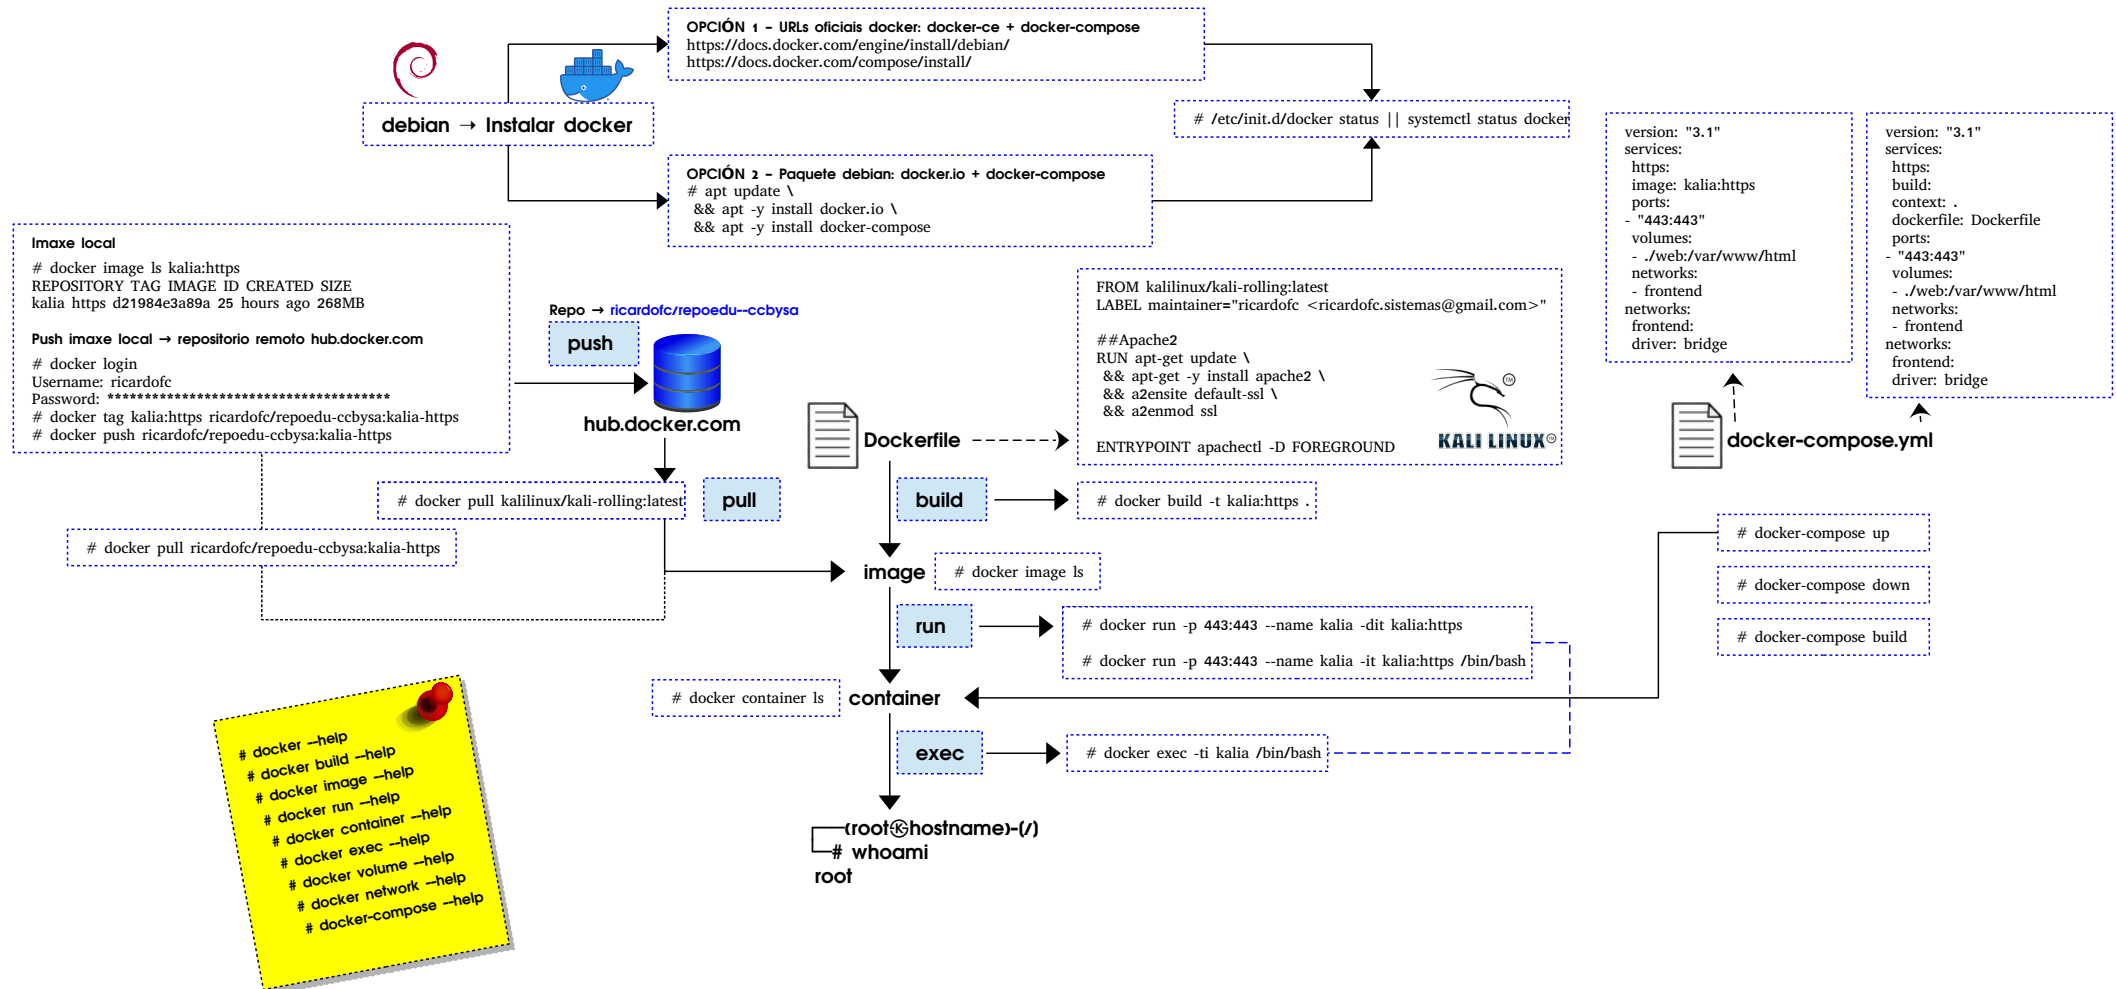 OPCIÓN 1 - URLs oficiais docker: docker-ce + docker-compose
https://docs.docker.com/engine/install/debian/
https://docs.docker.com/compose/install/
debian → Instalar docker
# /etc/init.d/docker status || systemctl status docker
OPCIÓN 2 - Paquete debian: docker.io + docker-compose
# apt update \
&& apt -y install docker.io \
&& apt -y install docker-compose
version: "3.1"
services:
https:
image: kalia:https
ports:
- "443:443"
volumes:
- ./web:/var/www/html
networks:
- frontend
networks:
frontend:
driver: bridge
version: "3.1"
services:
https:
build:
context: .
dockerfile: Dockerfile
ports:
- "443:443"
volumes:
- ./web:/var/www/html
networks:
- frontend
networks:
frontend:
driver: bridge
docker-compose.yml
Imaxe local
# docker image ls kalia:https
REPOSITORY TAG IMAGE ID CREATED SIZE
kalia https d21984e3a89a 25 hours ago 268MB
Push imaxe local → repositorio remoto hub.docker.com
# docker login
Username: ricardofc
Password: **************************************
# docker tag kalia:https ricardofc/repoedu-ccbysa:kalia-https
# docker push ricardofc/repoedu-ccbysa:kalia-https
Repo → ricardofc/repoedu--ccbysa
push
hub.docker.com
# docker pull kalilinux/kali-rolling:latest
pull
# docker pull ricardofc/repoedu-ccbysa:kalia-https
Dockerfile
FROM kalilinux/kali-rolling:latest
LABEL maintainer="ricardofc <ricardofc.sistemas@gmail.com>"
##Apache2
RUN apt-get update \
&& apt-get -y install apache2 \
&& a2ensite default-ssl \
&& a2enmod ssl
ENTRYPOINT apachectl -D FOREGROUND
TM
KALI LINUX TM
build
# docker build -t kalia:https .
image
# docker image ls
run
# docker run -p 443:443 --name kalia -dit kalia:https
# docker run -p 443:443 --name kalia -it kalia:https /bin/bash
# docker container ls
container
exec
# docker exec -ti kalia /bin/bash
┌──(root㉿hostname)-(/)
└─# whoami
root
# docker-compose up
# docker-compose down
# docker-compose build
# docker --help
# docker build --help
# docker image --help
# docker run --help
# docker container --help
# docker exec --help
# docker volume --help
# docker network --help
# docker-compose --help